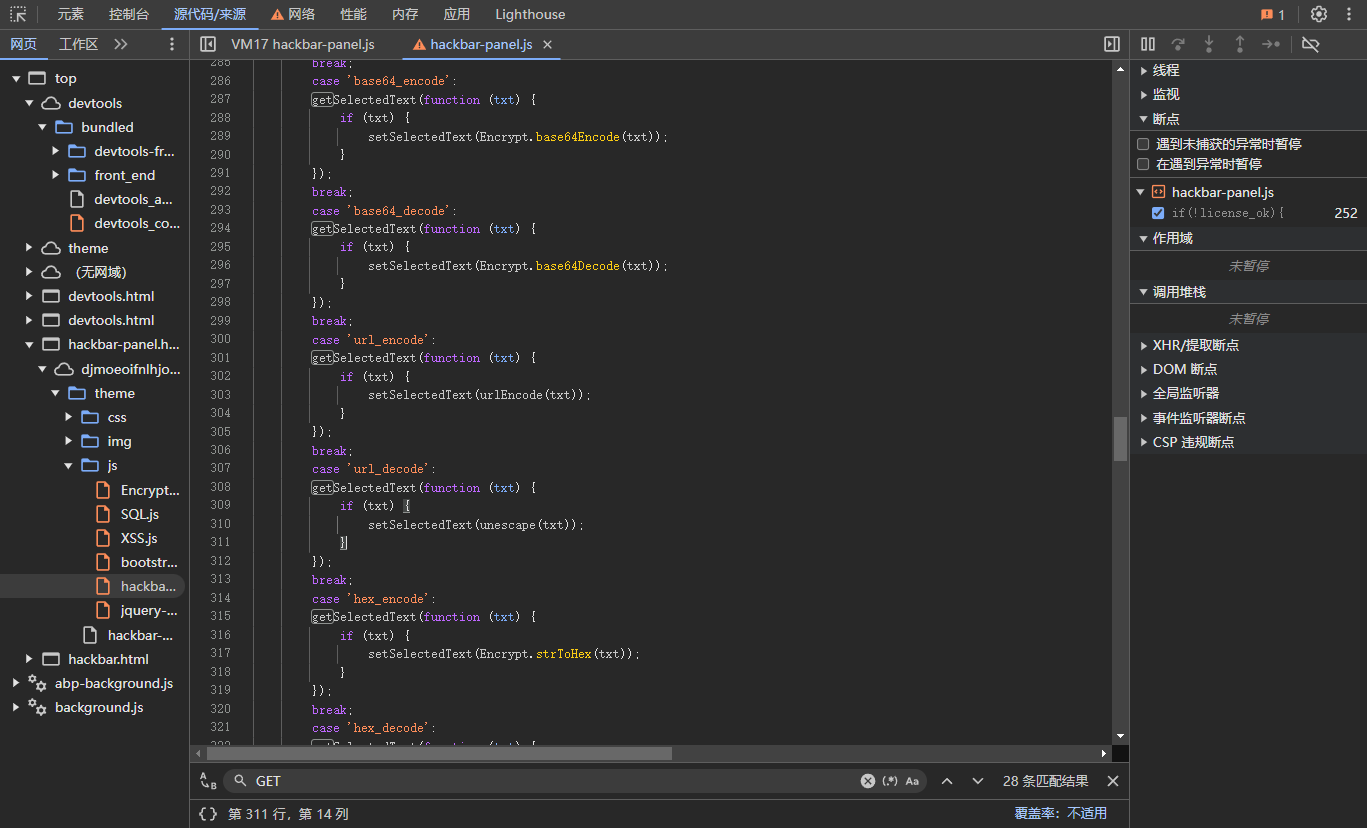 元素 控制台 源代码/来源 网络 性能 内存 应用 Lighthouse 1
网页 工作区 VM17 hackbar-panel.js hackbar-panel.js
top
devtools
bundled
devtools-fr...
front_end
devtools_a...
devtools_co...
theme
(无网域)
devtools.html
devtools.html
hackbar-panel.h...
djmoeoifnlhjo...
theme
css
img
js
Encrypt...
SQL.js
XSS.js
bootstr...
hackba...
jquery-...
hackbar-...
hackbar.html
abp-background.js
background.js
285 break;
286 case 'base64_encode':
287 getSelectedText(function (txt) {
288 if (txt) {
289 setSelectedText(Encrypt.base64Encode(txt));
290 }
291 });
292 break;
293 case 'base64_decode':
294 getSelectedText(function (txt) {
295 if (txt) {
296 setSelectedText(Encrypt.base64Decode(txt));
297 }
298 });
299 break;
300 case 'url_encode':
301 getSelectedText(function (txt) {
302 if (txt) {
303 setSelectedText(urlEncode(txt));
304 }
305 });
306 break;
307 case 'url_decode':
308 getSelectedText(function (txt) {
309 if (txt) {
310 setSelectedText(unescape(txt));
311 }
312 });
313 break;
314 case 'hex_encode':
315 getSelectedText(function (txt) {
316 if (txt) {
317 setSelectedText(Encrypt.strToHex(txt));
318 }
319 });
320 break;
321 case 'hex_decode':
322 getSelectedText(function (txt) {
GET (.*) Aa 28 条匹配结果
{} 第 311 行，第 14 列 覆盖率：不适用
线程
监视
断点
遇到未捕获的异常时暂停
在遇到异常时暂停
hackbar-panel.js
if(!license_ok){ 252
作用域
未暂停
调用堆栈
未暂停
XHR/提取断点
DOM 断点
全局监听器
事件监听器断点
CSP 违规断点